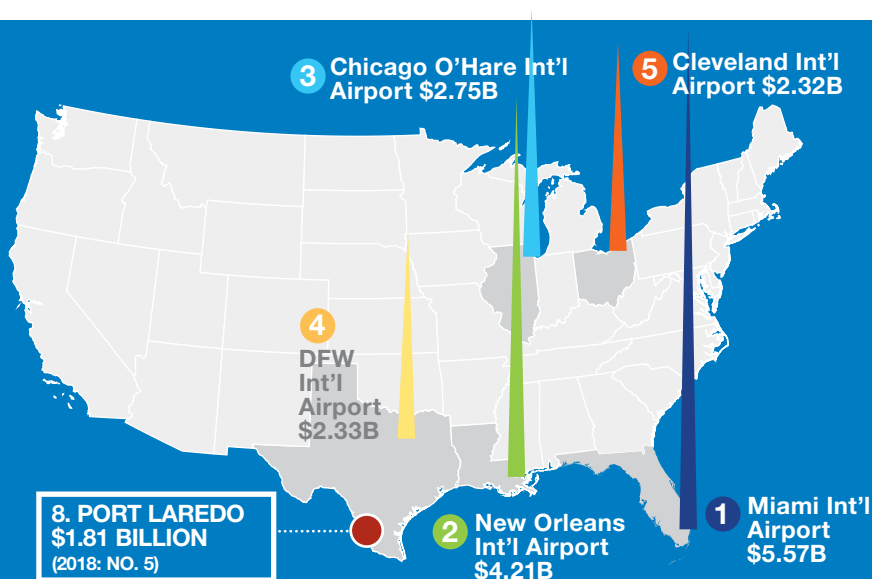 3
Chicago O'Hare Int'l
Airport $2.75B
5
Cleveland Int'l
Airport $2.32B
4
DFW
Int'l
Airport
$2.33B
8. PORT LAREDO
$1.81 BILLION
(2018: NO. 5)
2
New Orleans
Int'l Airport
$4.21B
1
Miami Int'l
Airport
$5.57B